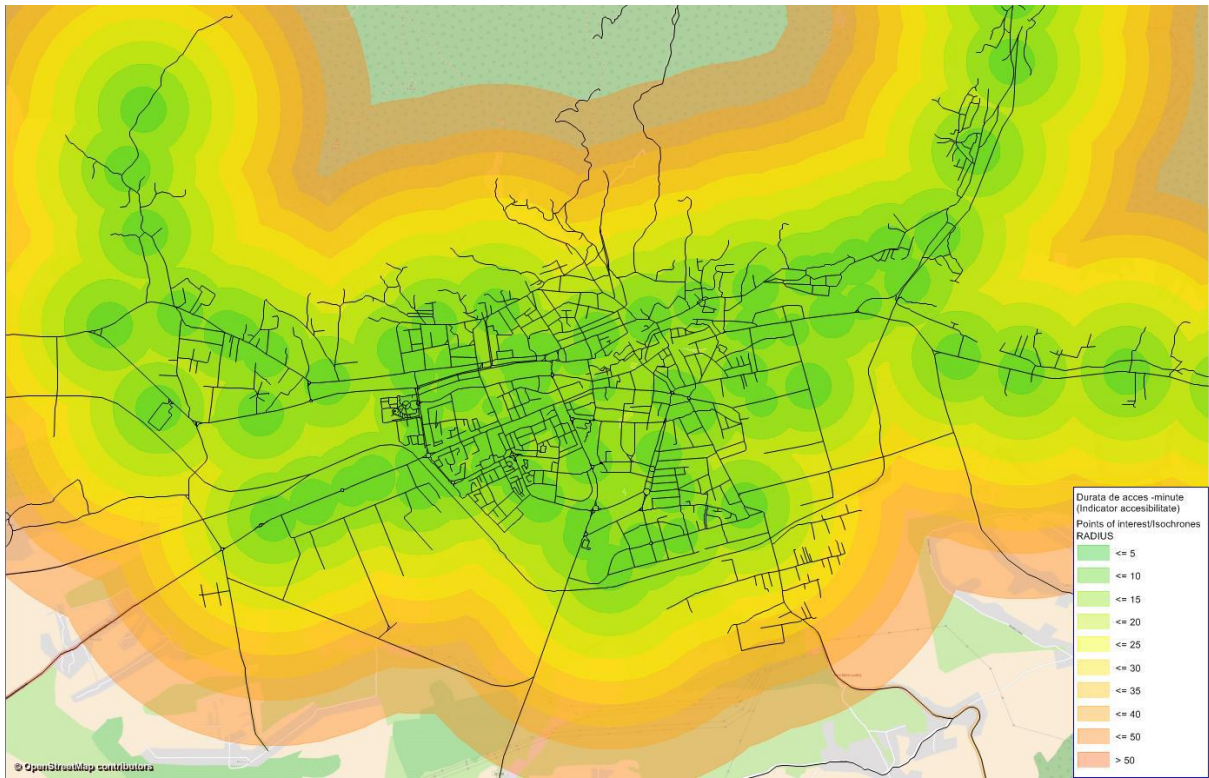 Durata de acces -minute
(Indicator accesibilitate)
Points of interest/Isochrones
RADIUS
<= 5
<= 10
<= 15
<= 20
<= 25
<= 30
<= 35
<= 40
<= 50
> 50
© OpenStreetMap contributors